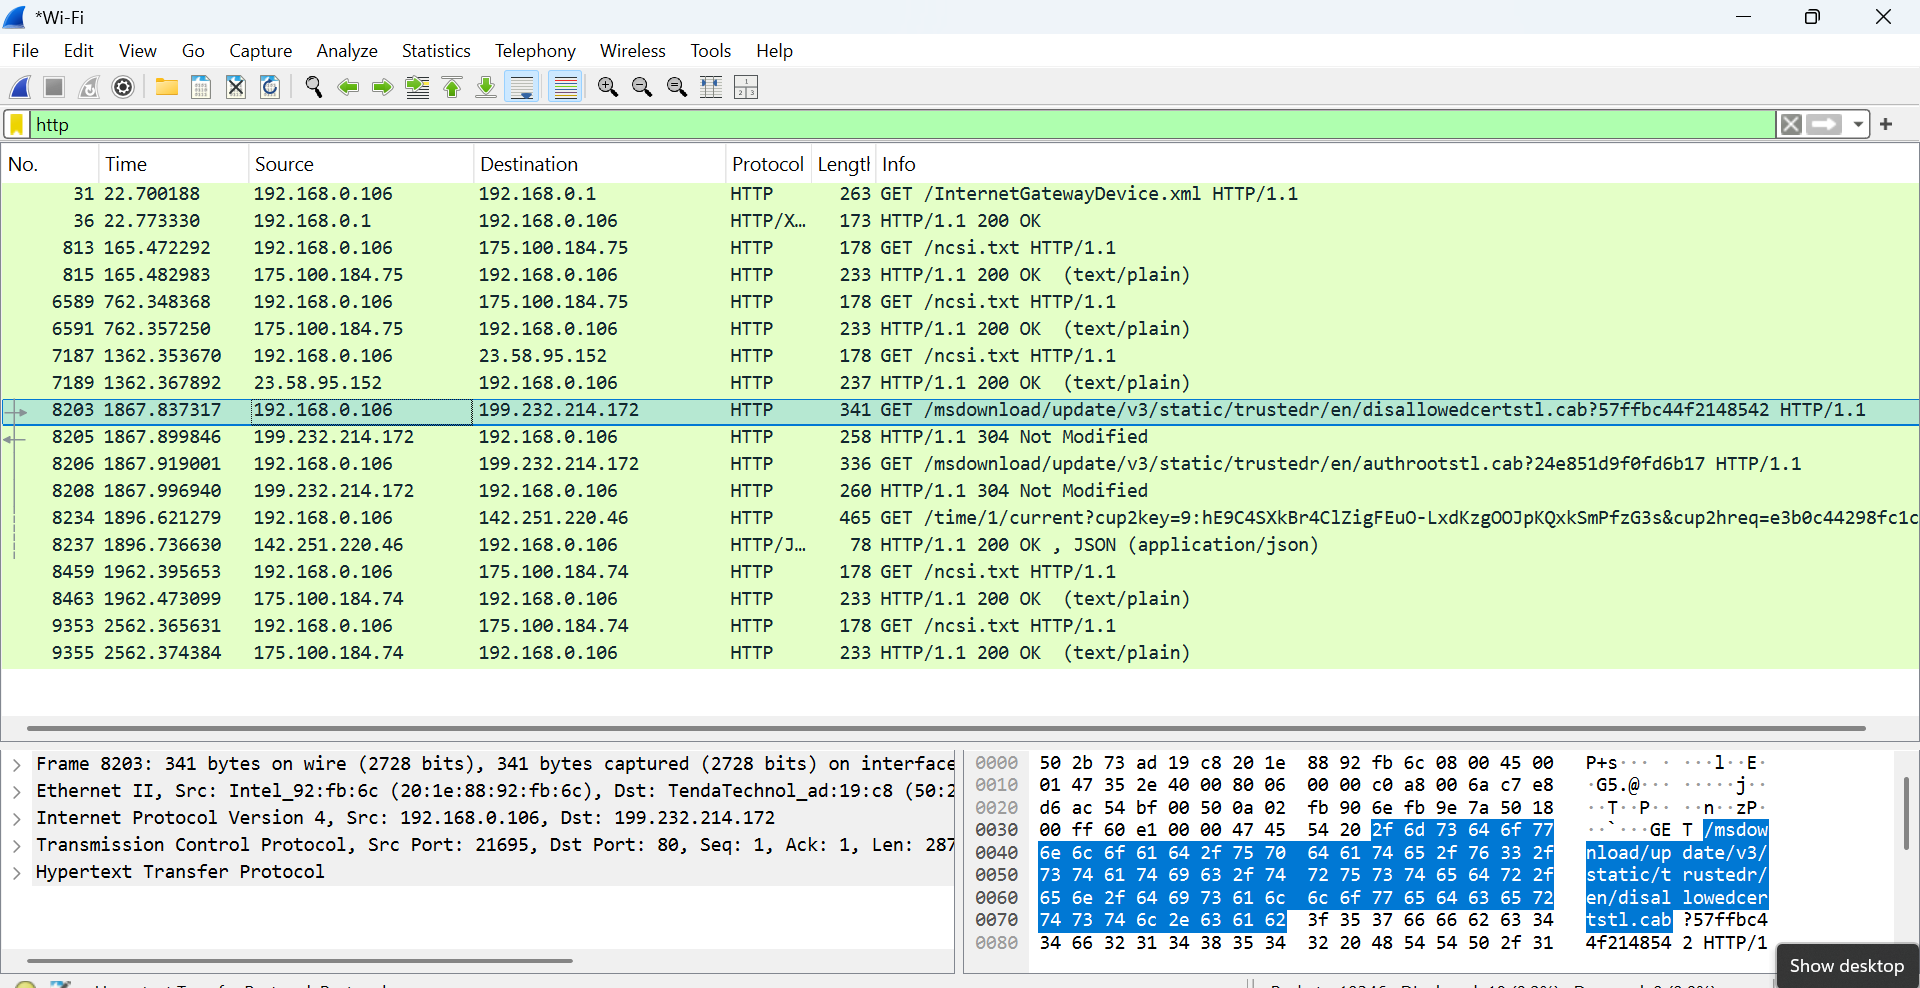 *Wi-Fi
File Edit View Go Capture Analyze Statistics Telephony Wireless Tools Help
http
No. Time Source Destination Protocol Length Info
31 22.700188 192.168.0.106 192.168.0.1 HTTP 263 GET /InternetGatewayDevice.xml HTTP/1.1
36 22.773330 192.168.0.1 192.168.0.106 HTTP/X... 173 HTTP/1.1 200 OK
813 165.472292 192.168.0.106 175.100.184.75 HTTP 178 GET /ncsi.txt HTTP/1.1
815 165.482983 175.100.184.75 192.168.0.106 HTTP 233 HTTP/1.1 200 OK (text/plain)
6589 762.348368 192.168.0.106 175.100.184.75 HTTP 178 GET /ncsi.txt HTTP/1.1
6591 762.357250 175.100.184.75 192.168.0.106 HTTP 233 HTTP/1.1 200 OK (text/plain)
7187 1362.353670 192.168.0.106 23.58.95.152 HTTP 178 GET /ncsi.txt HTTP/1.1
7189 1362.367892 23.58.95.152 192.168.0.106 HTTP 237 HTTP/1.1 200 OK (text/plain)
8203 1867.837317 192.168.0.106 199.232.214.172 HTTP 341 GET /msdownload/update/v3/static/trustedr/en/disallowedcertstl.cab?57ffbc44f2148542 HTTP/1.1
8205 1867.899846 199.232.214.172 192.168.0.106 HTTP 258 HTTP/1.1 304 Not Modified
8206 1867.919001 192.168.0.106 199.232.214.172 HTTP 336 GET /msdownload/update/v3/static/trustedr/en/authrootstl.cab?24e851d9f0fd6b17 HTTP/1.1
8208 1867.996940 199.232.214.172 192.168.0.106 HTTP 260 HTTP/1.1 304 Not Modified
8234 1896.621279 192.168.0.106 142.251.220.46 HTTP 465 GET /time/1/current?cup2key=9:hE9C4SXkBr4ClZigFEuO-LxdKzgOOJpKQxkSmPfzG3s&cup2hreq=e3b0c44298fc1c
8237 1896.736630 142.251.220.46 192.168.0.106 HTTP/J... 78 HTTP/1.1 200 OK , JSON (application/json)
8459 1962.395653 192.168.0.106 175.100.184.74 HTTP 178 GET /ncsi.txt HTTP/1.1
8463 1962.473099 175.100.184.74 192.168.0.106 HTTP 233 HTTP/1.1 200 OK (text/plain)
9353 2562.365631 192.168.0.106 175.100.184.74 HTTP 178 GET /ncsi.txt HTTP/1.1
9355 2562.374384 175.100.184.74 192.168.0.106 HTTP 233 HTTP/1.1 200 OK (text/plain)
Frame 8203: 341 bytes on wire (2728 bits), 341 bytes captured (2728 bits) on interface
Ethernet II, Src: Intel_92:fb:6c (20:1e:88:92:fb:6c), Dst: TendaTechnol_ad:19:c8 (50:2
Internet Protocol Version 4, Src: 192.168.0.106, Dst: 199.232.214.172
Transmission Control Protocol, Src Port: 21695, Dst Port: 80, Seq: 1, Ack: 1, Len: 287
Hypertext Transfer Protocol
0000 50 2b 73 ad 19 c8 20 1e 88 92 fb 6c 08 00 45 00 P+s··· · ···l··E·
0010 01 47 35 2e 40 00 80 06 00 00 c0 a8 00 6a c7 e8 ·G5.@··· ·····j··
0020 d6 ac 54 bf 00 50 0a 02 fb 90 6e fb 9e 7a 50 18 ··T··P·· ··n··zP·
0030 00 ff 60 e1 00 00 47 45 54 20 2f 6d 73 64 6f 77 ··`···GE T /msdow
0040 6e 6c 6f 61 64 2f 75 70 64 61 74 65 2f 76 33 2f nload/up date/v3/
0050 73 74 61 74 69 63 2f 74 72 75 73 74 65 64 72 2f static/t rustedr/
0060 65 6e 2f 64 69 73 61 6c 6c 6f 77 65 64 63 65 72 en/disal lowedcer
0070 74 73 74 6c 2e 63 61 62 3f 35 37 66 66 62 63 34 tstl.cab ?57ffbc4
0080 34 66 32 31 34 38 35 34 32 20 48 54 54 50 2f 31 4f214854 2 HTTP/1
Show desktop